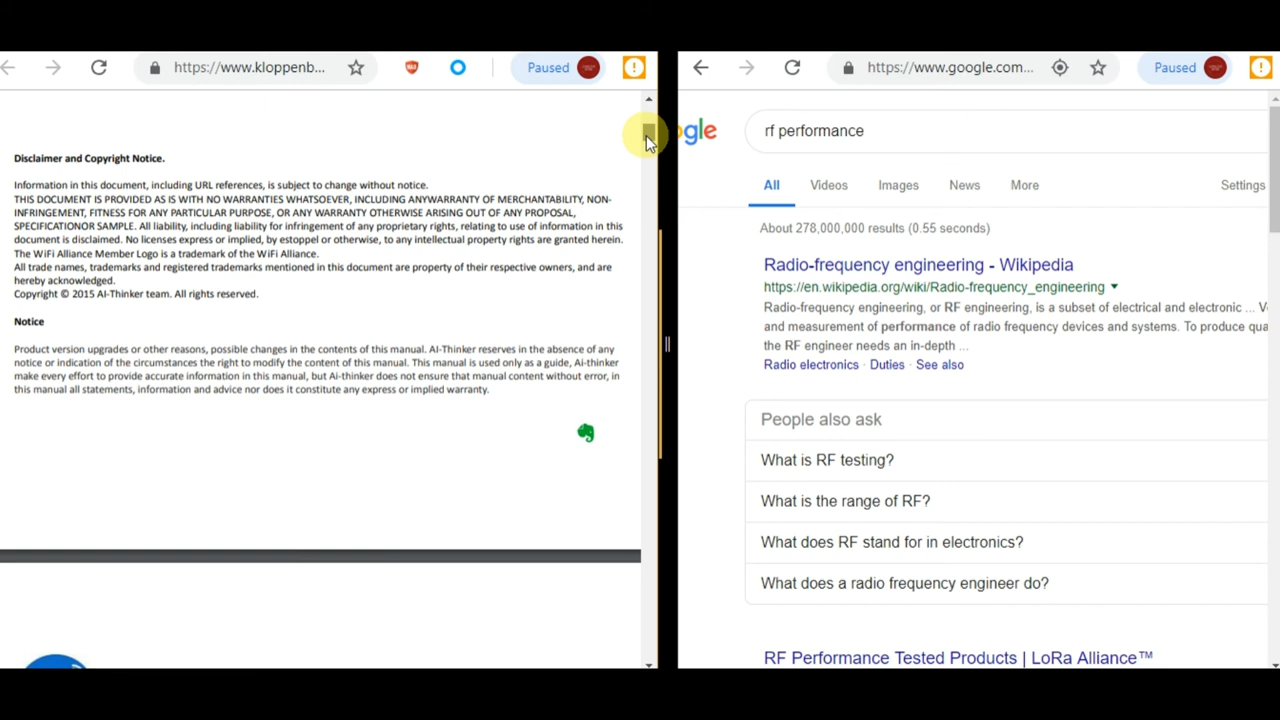 https://www.kloppenb...
Paused
Disclaimer and Copyright Notice.
Information in this document, including URL references, is subject to change without notice.
THIS DOCUMENT IS PROVIDED AS IS WITH NO WARRANTIES WHATSOEVER, INCLUDING ANYWARRANTY OF MERCHANTABILITY, NON-
INFRINGEMENT, FITNESS FOR ANY PARTICULAR PURPOSE, OR ANY WARRANTY OTHERWISE ARISING OUT OF ANY PROPOSAL,
SPECIFICATIONOR SAMPLE. All liability, including liability for infringement of any proprietary rights, relating to use of information in this
document is disclaimed. No licenses express or implied, by estoppel or otherwise, to any intellectual property rights are granted herein.
The WiFi Alliance Member Logo is a trademark of the WiFi Alliance.
All trade names, trademarks and registered trademarks mentioned in this document are property of their respective owners, and are
hereby acknowledged.
Copyright © 2015 AI-Thinker team. All rights reserved.
Notice
Product version upgrades or other reasons, possible changes in the contents of this manual. AI-Thinker reserves in the absence of any
notice or indication of the circumstances the right to modify the content of this manual. This manual is used only as a guide, Ai-thinker
make every effort to provide accurate information in this manual, but Ai-thinker does not ensure that manual content without error, in
this manual all statements, information and advice nor does it constitute any express or implied warranty.
https://www.google.com...
Paused
gle
rf performance
All Videos Images News More Settings
About 278,000,000 results (0.55 seconds)
Radio-frequency engineering - Wikipedia
https://en.wikipedia.org/wiki/Radio-frequency_engineering
Radio-frequency engineering, or RF engineering, is a subset of electrical and electronic ... V
and measurement of performance of radio frequency devices and systems. To produce qua
the RF engineer needs an in-depth ...
Radio electronics · Duties · See also
People also ask
What is RF testing?
What is the range of RF?
What does RF stand for in electronics?
What does a radio frequency engineer do?
RF Performance Tested Products | LoRa Alliance™